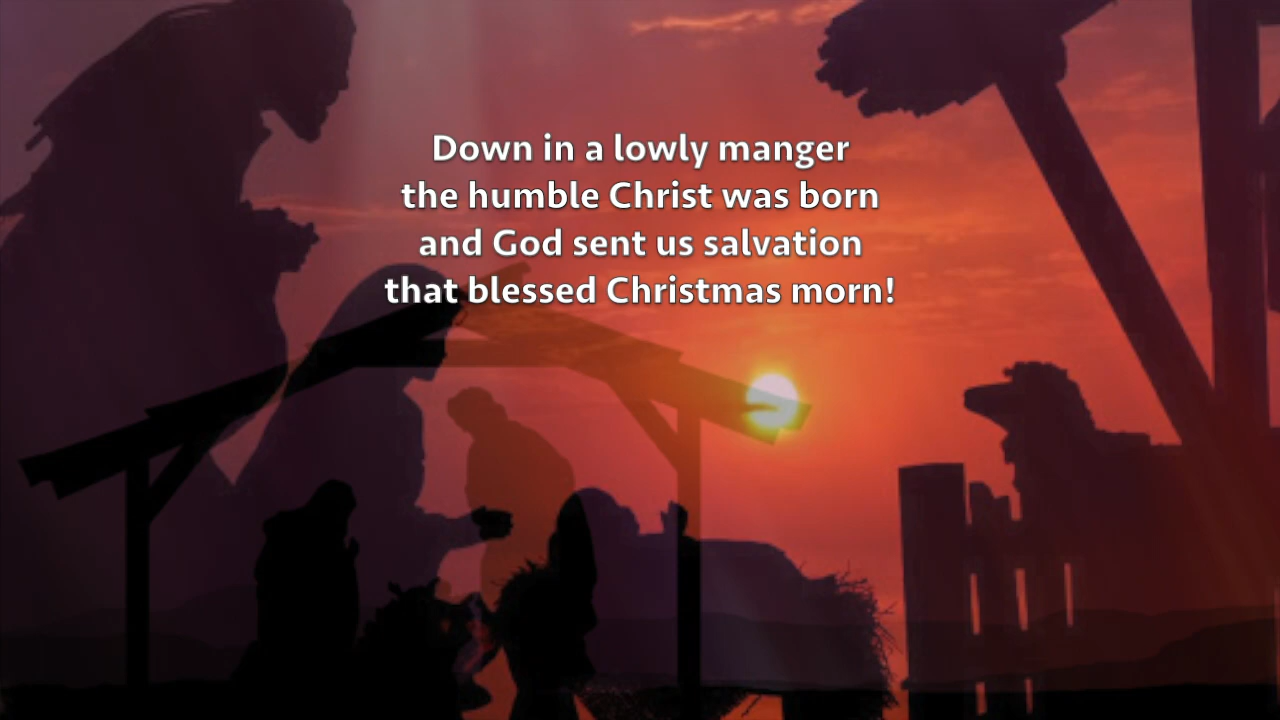 Down in a lowly manger
the humble Christ was born
and God sent us salvation
that blessed Christmas morn!